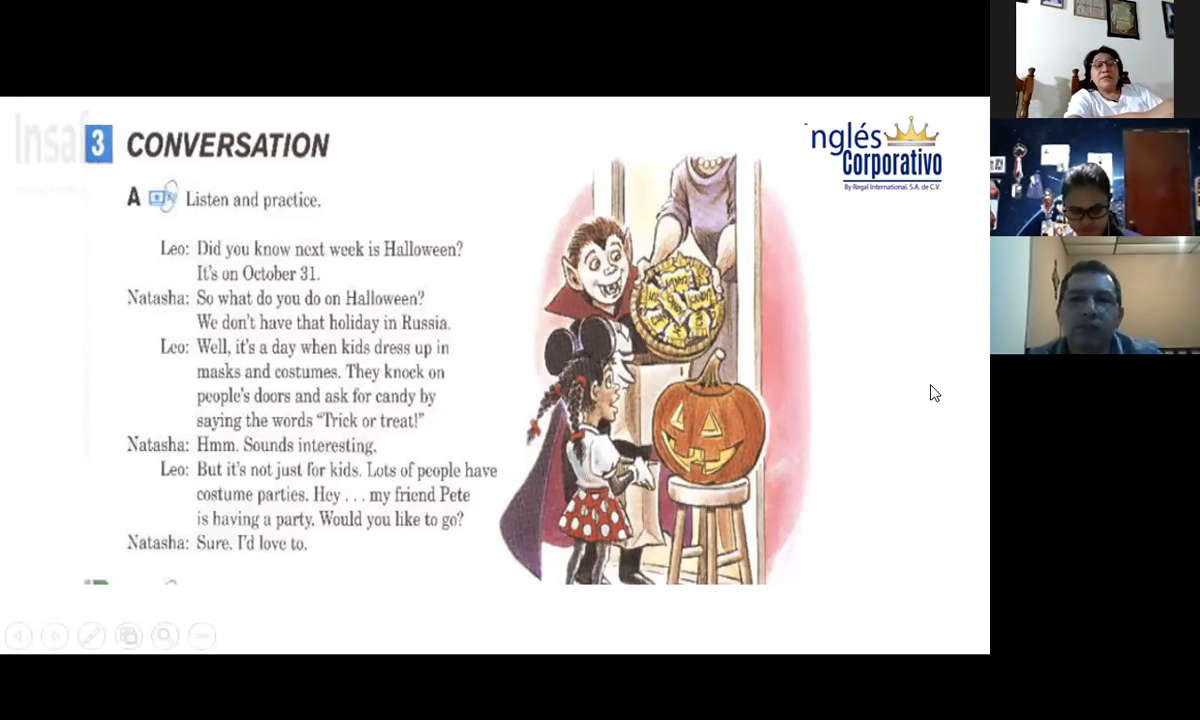 Insaf
3 CONVERSATION
A Listen and practice.
Leo: Did you know next week is Halloween?
It's on October 31.
Natasha: So what do you do on Halloween?
We don't have that holiday in Russia.
Leo: Well, it's a day when kids dress up in
masks and costumes. They knock on
people's doors and ask for candy by
saying the words “Trick or treat!”
Natasha: Hmm. Sounds interesting.
Leo: But it's not just for kids. Lots of people have
costume parties. Hey . . . my friend Pete
is having a party. Would you like to go?
Natasha: Sure. I'd love to.
nglés
Corporativo
By Regal International, S.A. de C.V.
CANDY